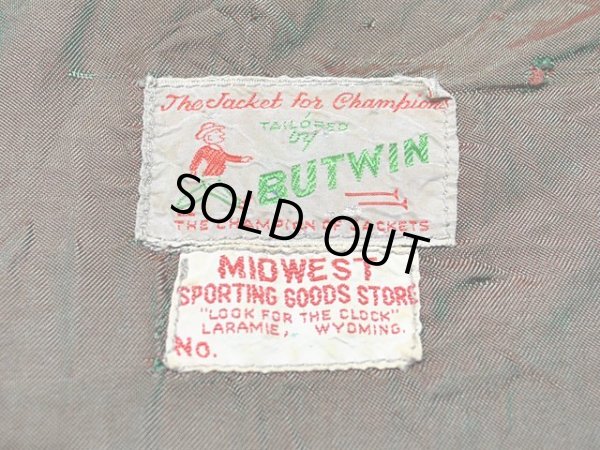 The Jacket for Champions
TAILORED
by
BUTWIN
THE CHAMPION OF JACKETS
SOLD OUT
MIDWEST
SPORTING GOODS STORE
"LOOK FOR THE CLOCK"
LARAMIE, WYOMING.
No.